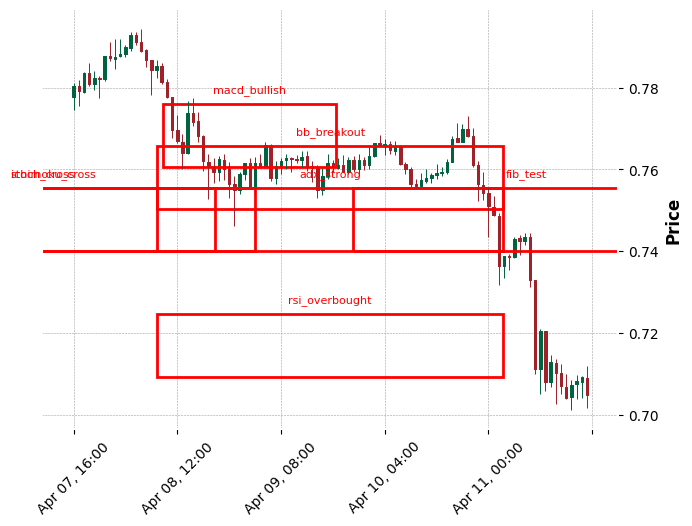 macd_bullish
bb_breakout
adx_strong
fib_test
rsi_overbought
0.78
0.76
0.74
0.72
0.70
Price
Apr 07, 16:00
Apr 08, 12:00
Apr 09, 08:00
Apr 10, 04:00
Apr 11, 00:00